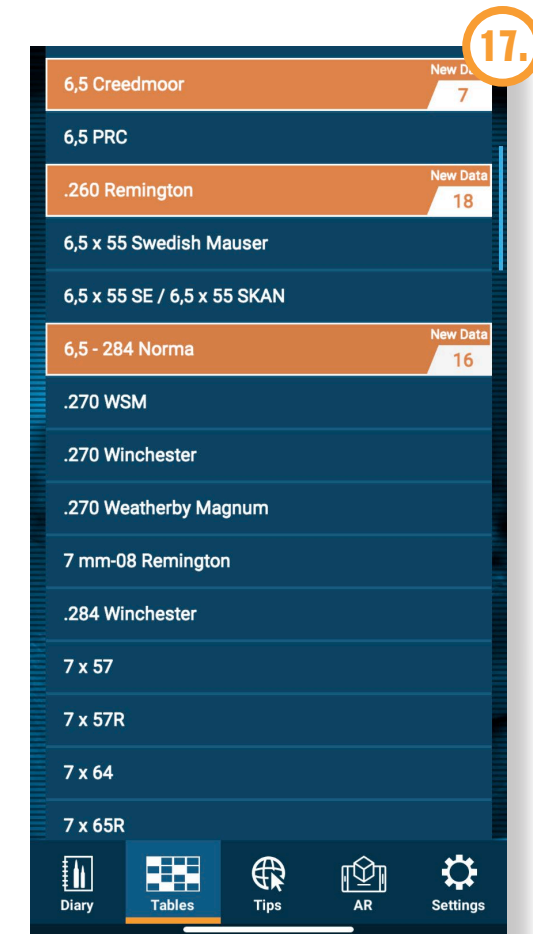 17.
6,5 Creedmoor
7
6,5 PRC
.260 Remington
New Data
18
6,5 x 55 Swedish Mauser
6,5 x 55 SE / 6,5 x 55 SKAN
6,5 - 284 Norma
New Data
16
.270 WSM
.270 Winchester
.270 Weatherby Magnum
7 mm-08 Remington
.284 Winchester
7 x 57
7 x 57R
7 x 64
7 x 65R
Diary
Tables
Tips
AR
Settings